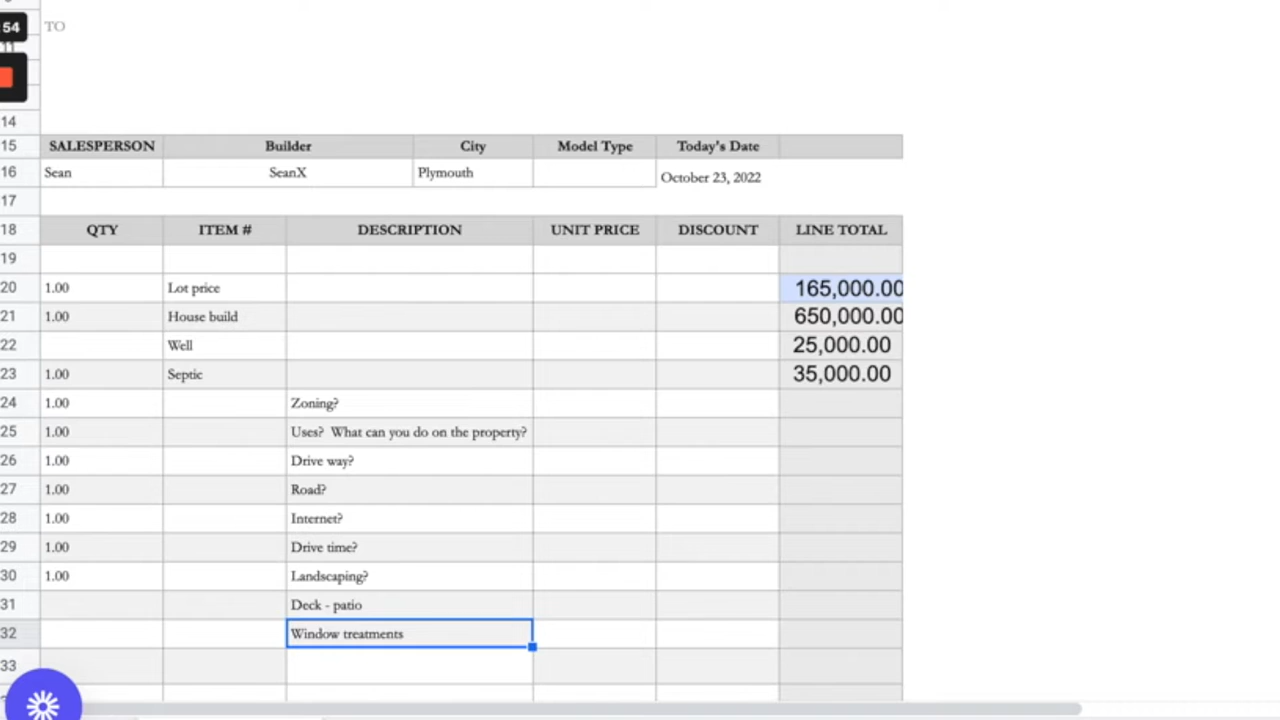 54
TO
11
14
15 SALESPERSON Builder City Model Type Today's Date
16 Sean SeanX Plymouth October 23, 2022
17
18 QTY ITEM # DESCRIPTION UNIT PRICE DISCOUNT LINE TOTAL
19
20 1.00 Lot price 165,000.00
21 1.00 House build 650,000.00
22 Well 25,000.00
23 1.00 Septic 35,000.00
24 1.00 Zoning?
25 1.00 Uses? What can you do on the property?
26 1.00 Drive way?
27 1.00 Road?
28 1.00 Internet?
29 1.00 Drive time?
30 1.00 Landscaping?
31 Deck - patio
32 Window treatments
33